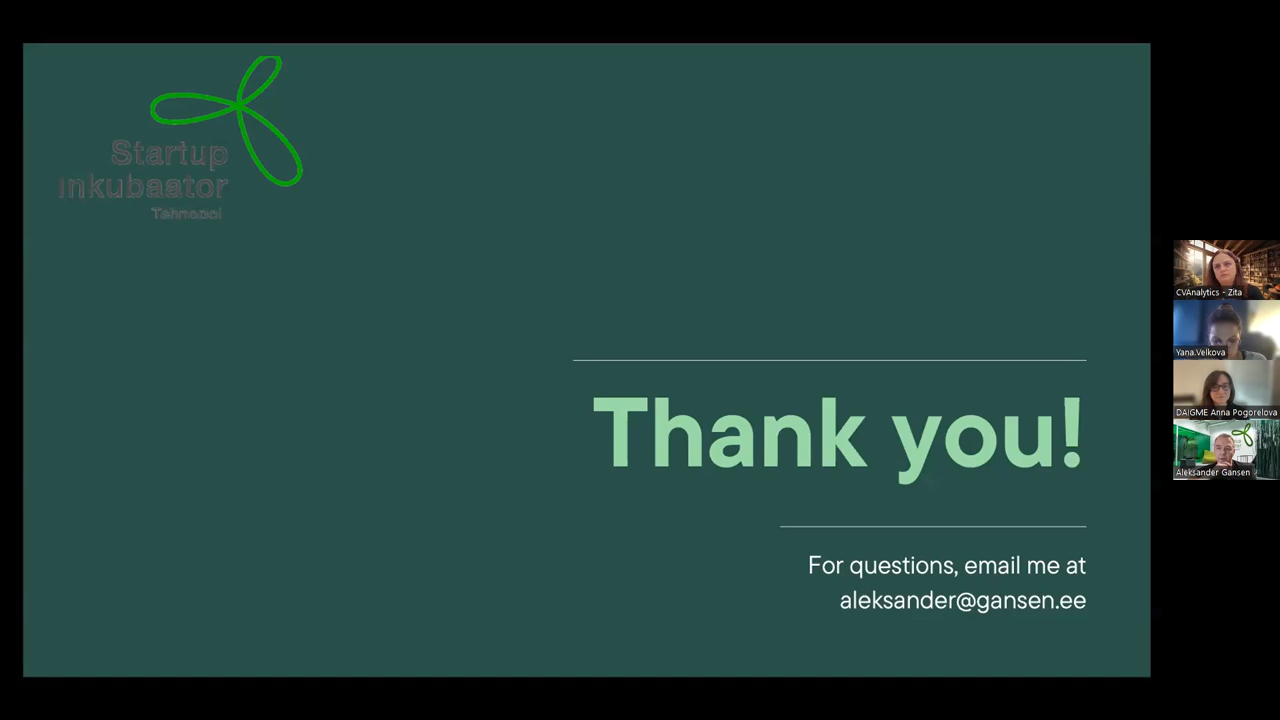 Startup
Inkubaator
Tehnopol
Thank you!
For questions, email me at
aleksander@gansen.ee
CVAnalytics - Zita
Yana.Velkova
DAIGME Anna Pogorelova
Aleksander Gansen